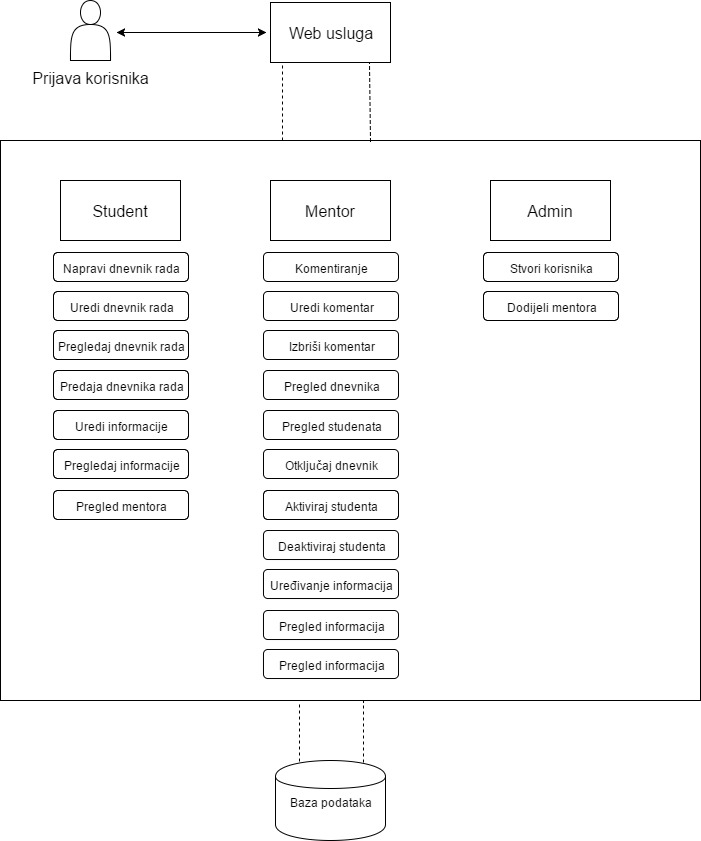 Web usluga
Prijava korisnika
Student
Napravi dnevnik rada
Uredi dnevnik rada
Pregledaj dnevnik rada
Predaja dnevnika rada
Uredi informacije
Pregledaj informacije
Pregled mentora
Mentor
Komentiranje
Uredi komentar
Izbriši komentar
Pregled dnevnika
Pregled studenata
Otključaj dnevnik
Aktiviraj studenta
Deaktiviraj studenta
Uređivanje informacija
Pregled informacija
Pregled informacija
Admin
Stvori korisnika
Dodijeli mentora
Baza podataka